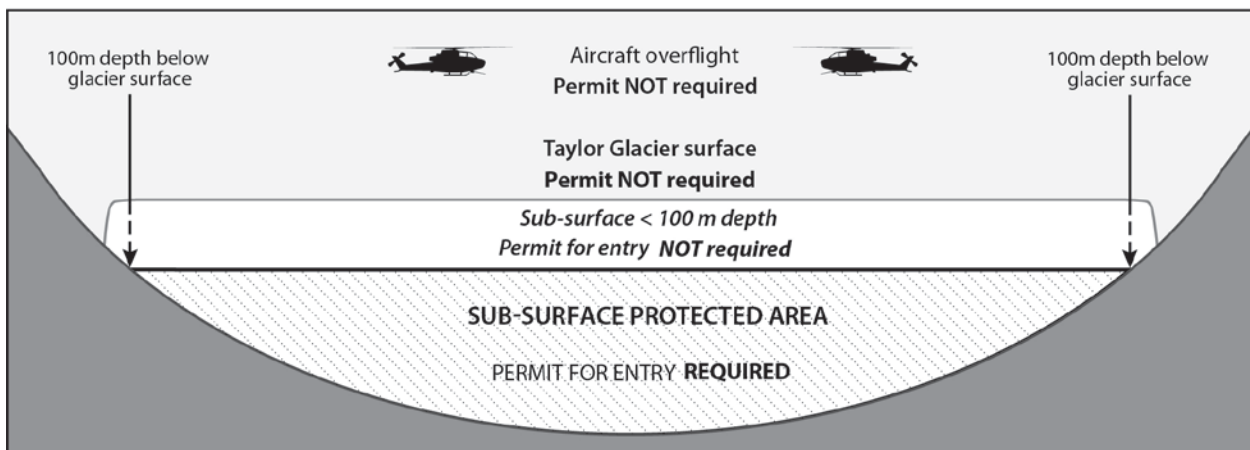 100m depth below
glacier surface
Aircraft overflight
Permit NOT required
100m depth below
glacier surface
Taylor Glacier surface
Permit NOT required
Sub-surface < 100 m depth
Permit for entry NOT required
SUB-SURFACE PROTECTED AREA
PERMIT FOR ENTRY REQUIRED